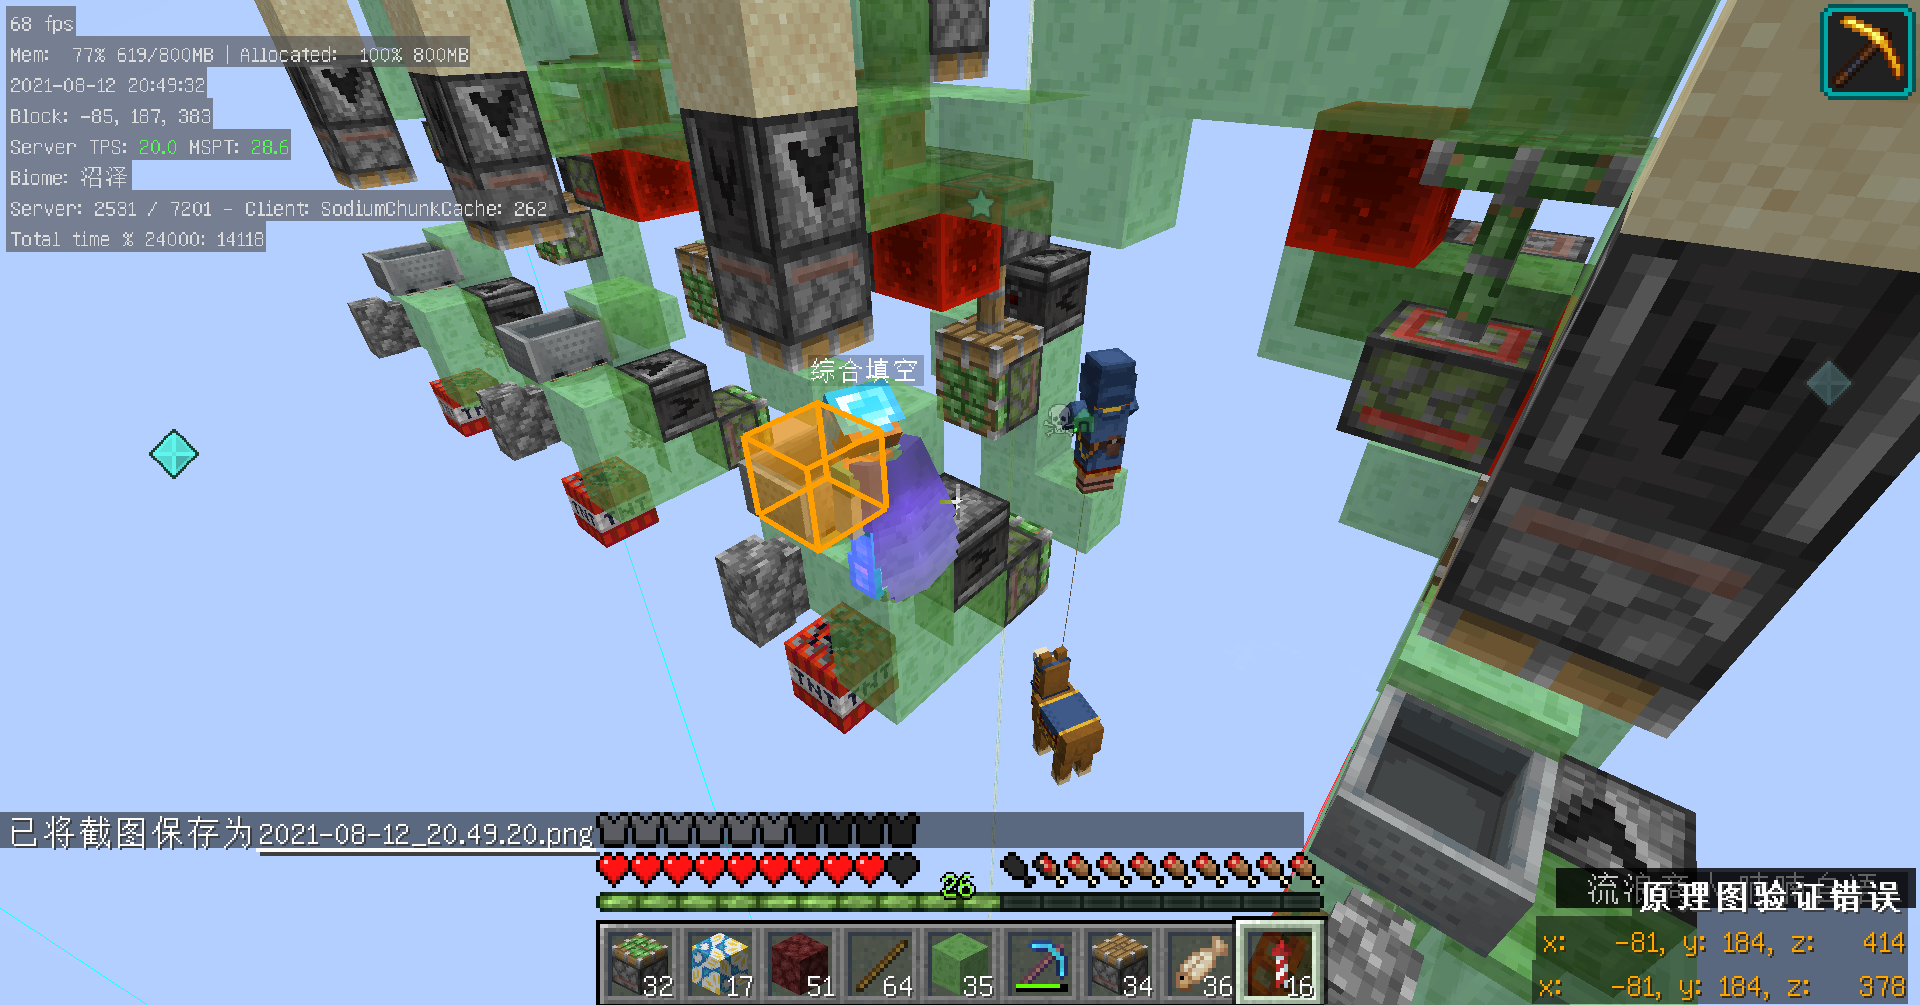 68 fps
Mem: 77% 619/800MB | Allocated: 100% 800MB
2021-08-12 20:49:32
Block: -85, 187, 383
Server TPS: 20.0 MSPT: 28.6
Biome: 沼泽
Server: 2531 / 7201 - Client: SodiumChunkCache: 262
Total time % 24000: 14118
综合填空
TNT
TNT
TNT
已将截图保存为2021-08-12_20.49.20.png
26
原理图验证错误
x: -81, y: 184, z: 414
x: -81, y: 184, z: 378
32 17 51 64 35 34 36 16